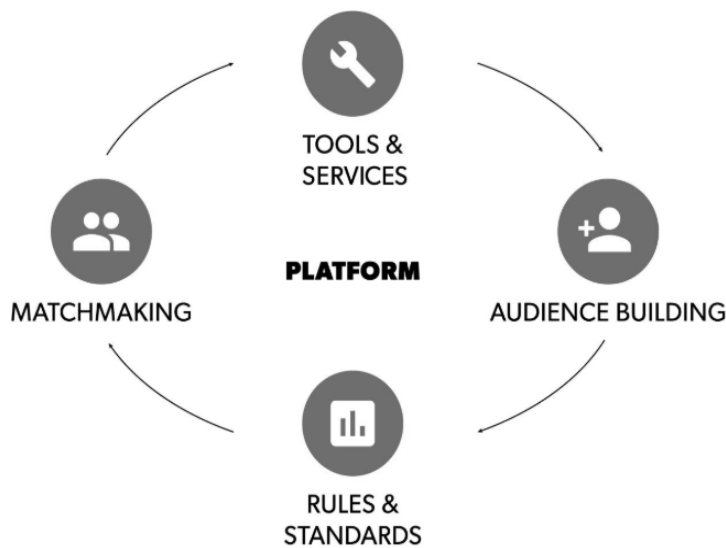 TOOLS &
SERVICES
MATCHMAKING
PLATFORM
AUDIENCE BUILDING
RULES &
STANDARDS